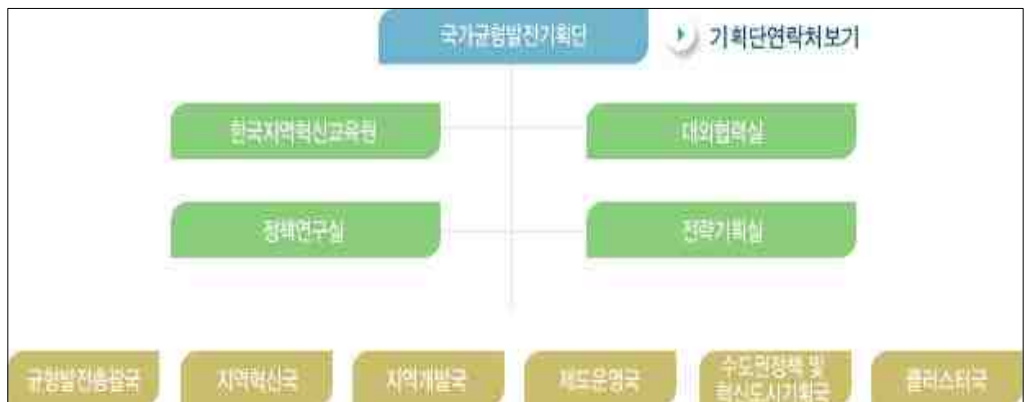 국가균형발전기획단
기획단연락처보기
한국지역혁신교육원
대외협력실
정책연구실
전략기획실
균형발전총괄국
지역혁신국
지역개발국
제도운영국
수도권정책 및
혁신도시기획국
클러스터국